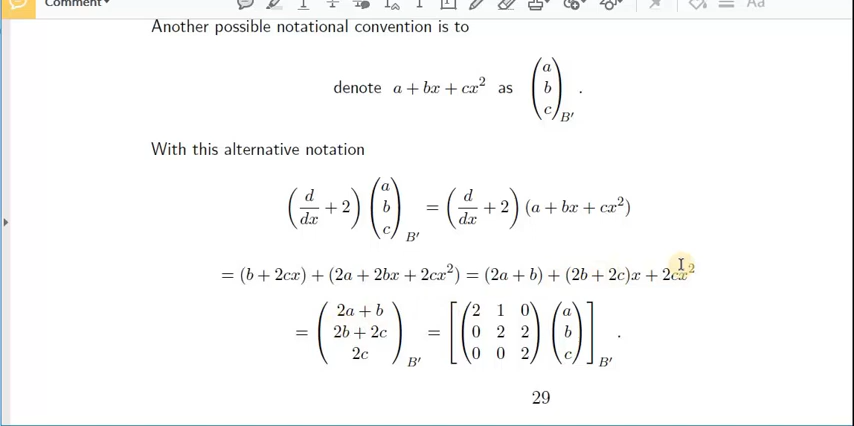 Comment
Another possible notational convention is to
denote a + bx + cx² as (a b c)_B′ .
With this alternative notation
(d/dx + 2) (a b c)_B′ = (d/dx + 2) (a + bx + cx²)
= (b + 2cx) + (2a + 2bx + 2cx²) = (2a + b) + (2b + 2c)x + 2cx²
= (2a + b 2b + 2c 2c)_B′ = [(2 1 0 0 2 2 0 0 2) (a b c)]_B′ .
29